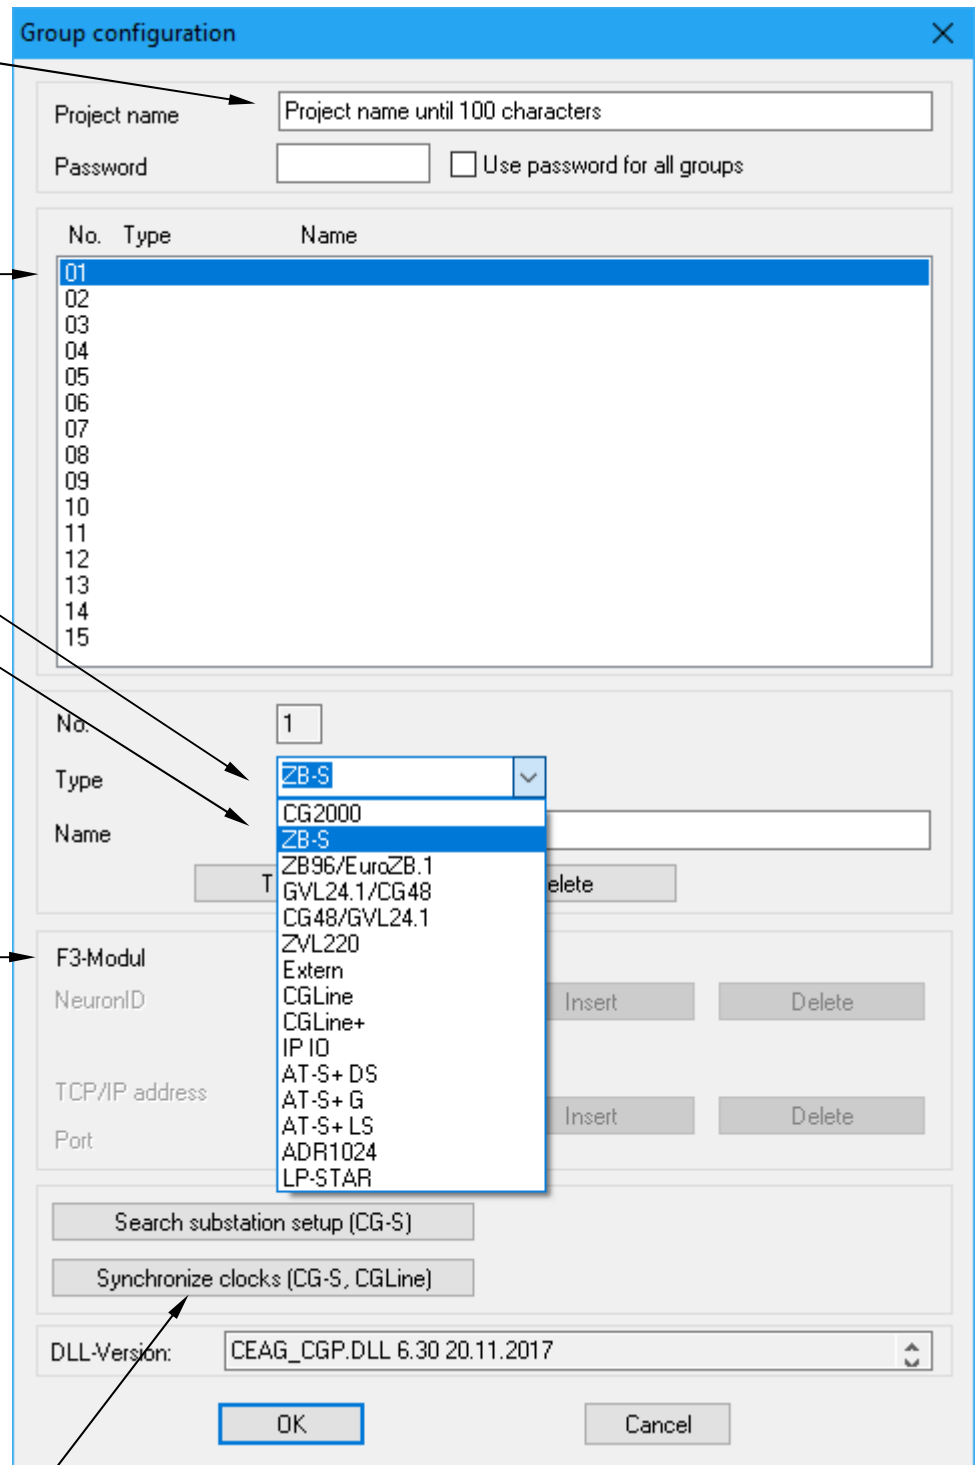 Group configuration
Project name
Project name until 100 characters
Password
Use password for all groups
No. Type Name
01
02
03
04
05
06
07
08
09
10
11
12
13
14
15
No. 1
Type ZB-S
CG2000
Name
ZB-S
ZB96/EuroZB.1
T elete
GVL24.1/CG48
CG48/GVL24.1
ZVL220
F3-Modul
Extern
NeuronID
CGLine
Insert Delete
CGLine+
IP IO
AT-S+ DS
TCP/IP address
AT-S+ G
Insert Delete
AT-S+ LS
Port
ADR1024
LP-STAR
Search substation setup (CG-S)
Synchronize clocks (CG-S, CGLine)
DLL-Version: CEAG_CGP.DLL 6.30 20.11.2017
OK Cancel